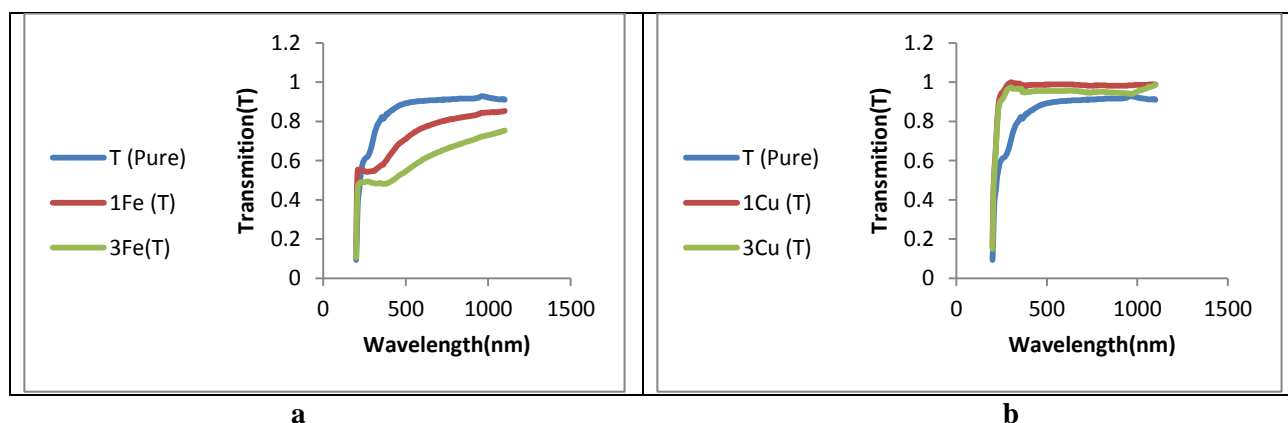 1.2
1
0.8
0.6
0.4
0.2
0
0 500 1000 1500
Transmition(T)
Wavelength(nm)
T (Pure)
1Fe (T)
3Fe(T)
a
1.2
1
0.8
0.6
0.4
0.2
0
0 500 1000 1500
Transmition(T)
Wavelength(nm)
T (Pure)
1Cu (T)
3Cu (T)
b